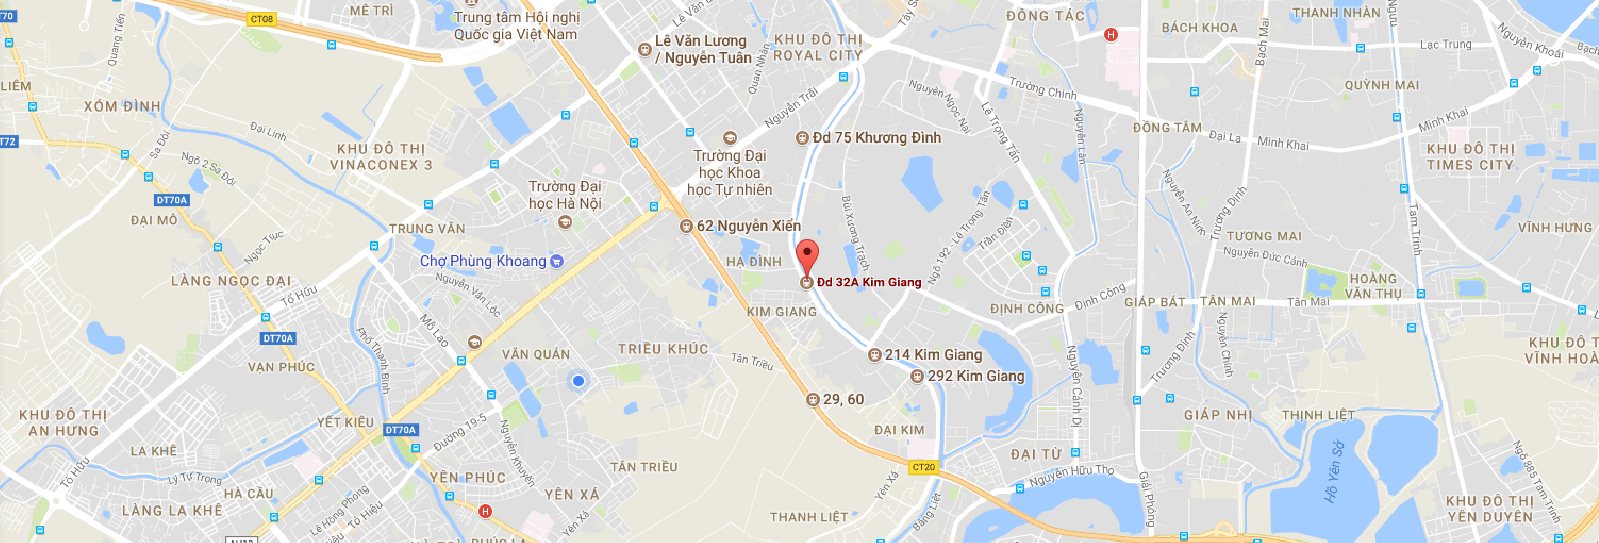 DT70
MỄ TRÌ
CT08
Quang Tiến
Trung tâm Hội nghị
Quốc gia Việt Nam
Lê Văn Lương
/ Nguyễn Tuân
Quan Nhân
KHU ĐÔ THỊ
ROYAL CITY
Tây Sơn
ĐÔNG TÁC
BÁCH KHOA
Bạch Mai
THANH NHÀN
Lạc Trung
Nguyễn Khoái
LIÊM
XÓM ĐÌNH
Sa Đôi
Đại Linh
Ngõ 2 Sa Đôi
KHU ĐÔ THỊ
VINACONEX 3
Nguyễn Trãi
Đd 75 Khương Đình
Nguyễn Ngọc Nại
Trường Chinh
Lê Trọng Tấn
Nguyễn Lân
ĐỒNG TÂM
Đại La
Minh Khai
QUỲNH MAI
Minh Khai
KHU ĐÔ THỊ
TIMES CITY
DT72
DT70A
ĐẠI MỖ
Ngọc Trục
TRUNG VĂN
Trường Đại
học Hà Nội
Trường Đại
học Khoa
học Tự nhiên
62 Nguyễn Xiển
Bùi Xương Trạch
Ngõ 192 - Lê Trọng Tấn
Trần Điền
Nguyễn An Ninh
Trương Định
TƯƠNG MAI
Nguyễn Đức Cảnh
Tam Trinh
VĨNH HƯNG
LÀNG NGỌC ĐẠI
Tố Hữu
Chợ Phùng Khoang
Nguyễn Văn Lộc
HẠ ĐÌNH
Đd 32A Kim Giang
KIM GIANG
ĐỊNH CÔNG
Định Công
GIÁP BÁT
TÂN MAI
Tân Mai
HOÀNG
VĂN THỤ
DT70A
Mỗ Lao
phố Thanh Bình
VẠN PHÚC
VĂN QUÁN
TRIỀU KHÚC
Tân Triều
214 Kim Giang
292 Kim Giang
29, 60
Nguyễn Cảnh Dị
Trương Định
Nguyễn Chính
KHU ĐÔ T
VĨNH HOÀ
KHU ĐÔ THỊ
AN HƯNG
YẾT KIÊU
DT70A
LA KHÊ
Đường 19-5
Nguyễn Khuyến
ĐẠI KIM
GIÁP NHỊ
THỊNH LIỆT
Tố Hữu
Lý Tự Trọng
HÀ CẦU
LÀNG LA KHÊ
Lê Hồng Phong
Tô Hiệu
YÊN PHÚC
TÂN TRIỀU
YÊN XÁ
Yên Xá
CT20
Yên Xá
THANH LIỆT
Bằng Liệt
ĐẠI TỪ
Nguyễn Hữu Thọ
Giải Phóng
Hồ Yên Sở
Ngõ 885 Tam Trinh
KHU ĐÔ THỊ
YÊN DUYÊN